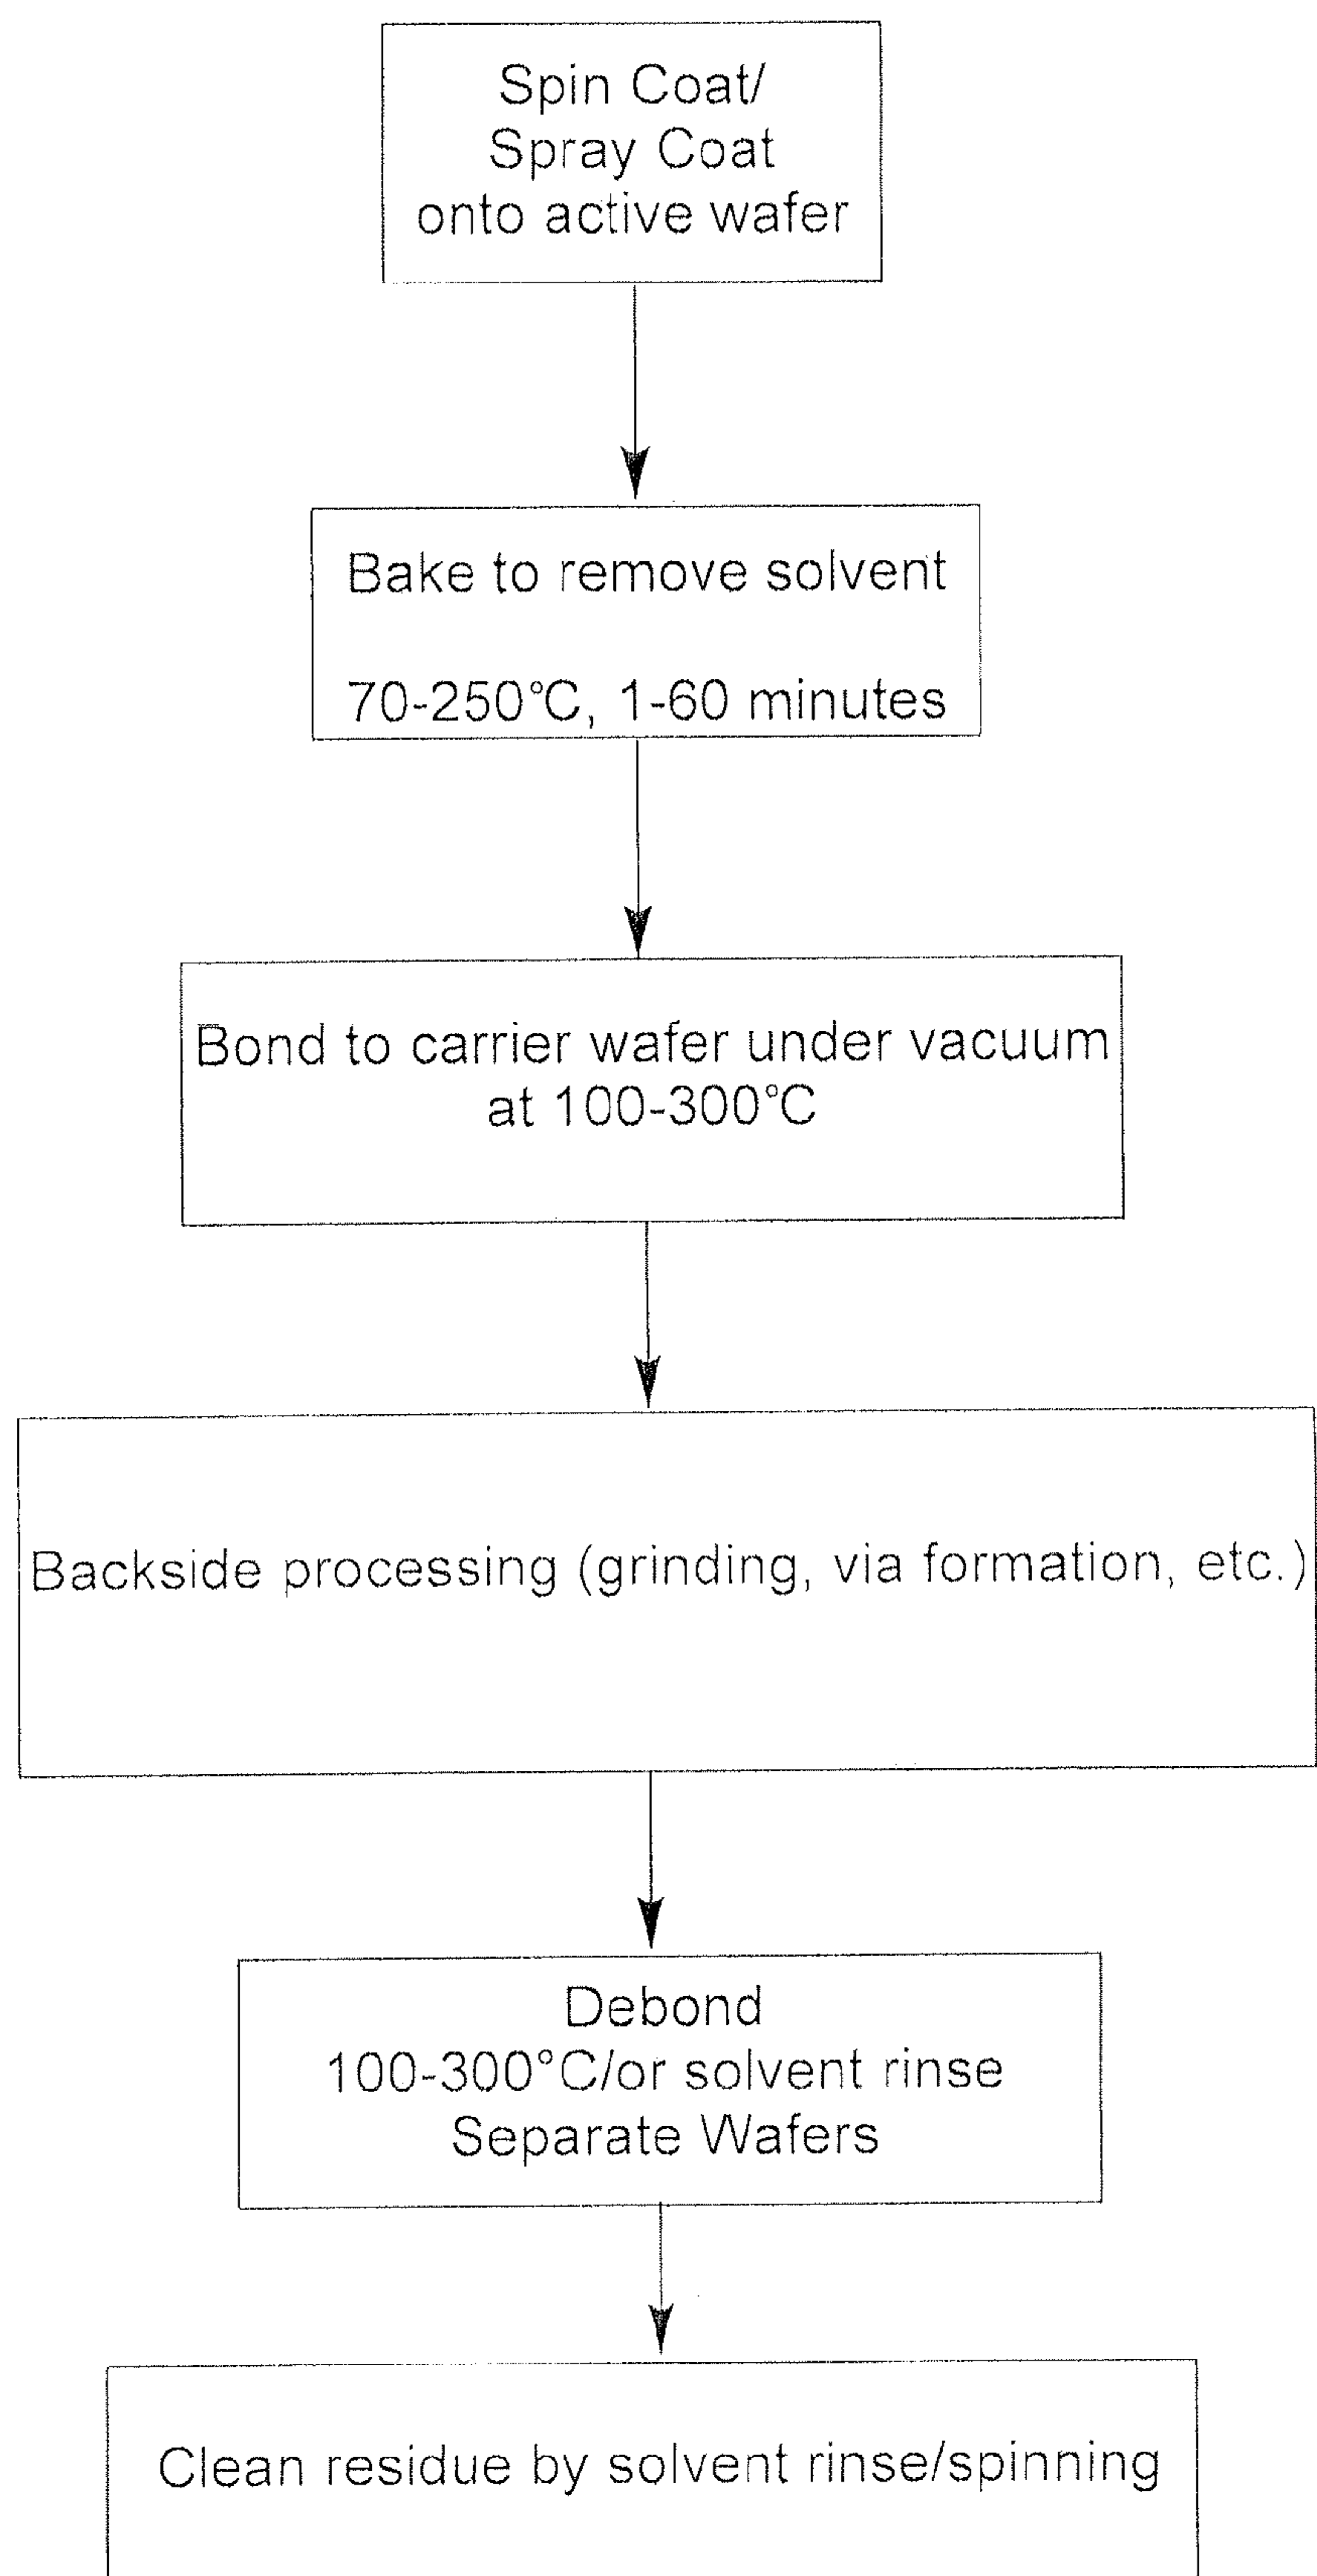 Spin Coat/
Spray Coat
onto active wafer
Bake to remove solvent
70-250°C, 1-60 minutes
Bond to carrier wafer under vacuum
at 100-300°C
Backside processing (grinding, via formation, etc.)
Debond
100-300°C/or solvent rinse
Separate Wafers
Clean residue by solvent rinse/spinning